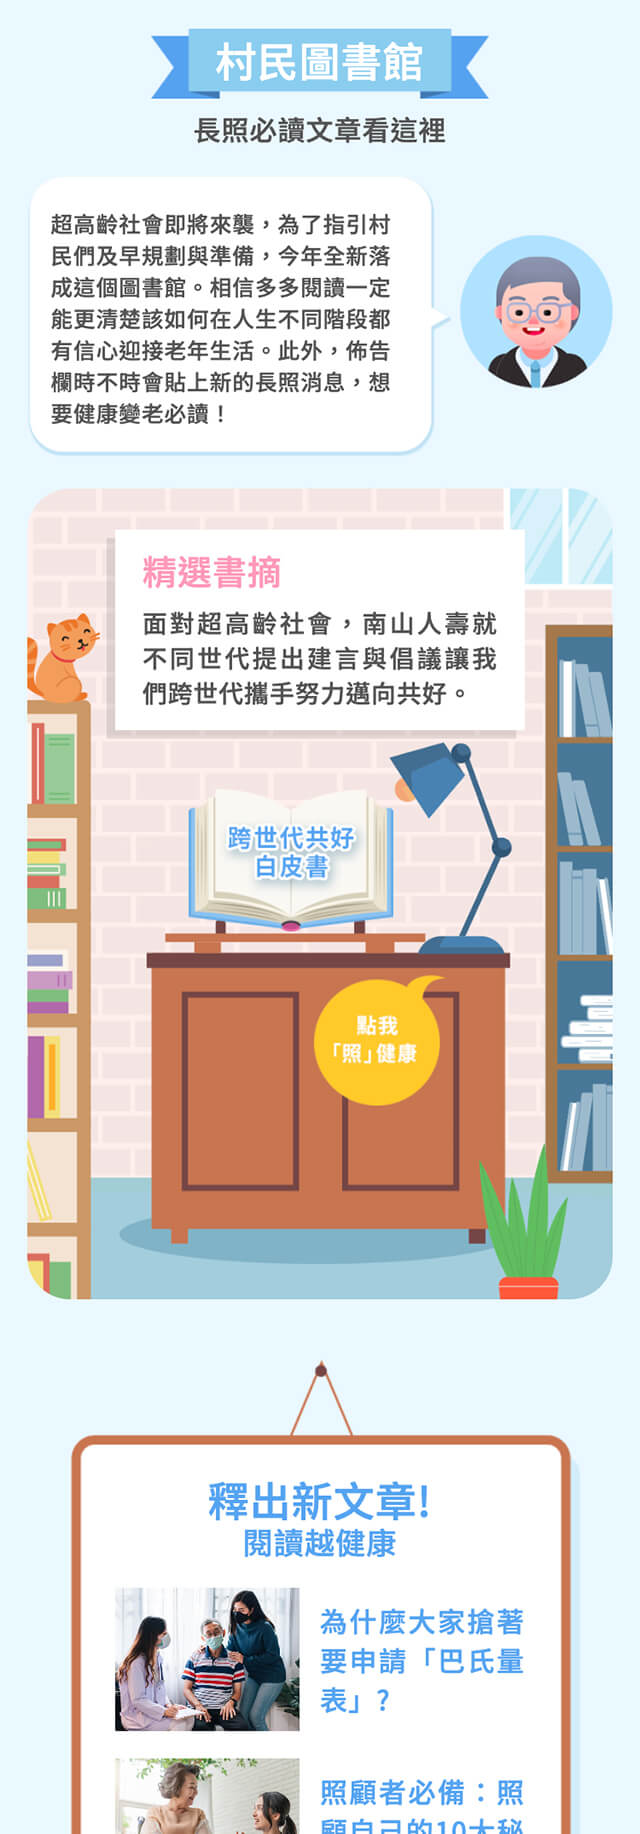 村民圖書館
長照必讀文章看這裡
超高齡社會即將來襲，為了指引村
民們及早規劃與準備，今年全新落
成這個圖書館。相信多多閱讀一定
能更清楚該如何在人生不同階段都
有信心迎接老年生活。此外，佈告
欄時不時會貼上新的長照消息，想
要健康變老必讀！
精選書摘
面對超高齡社會，南山人壽就
不同世代提出建言與倡議讓我
們跨世代攜手努力邁向共好。
跨世代共好
白皮書
點我
「照」健康
釋出新文章!
閱讀越健康
為什麼大家搶著
要申請「巴氏量
表」?
照顧者必備：照
顧自己的10大秘